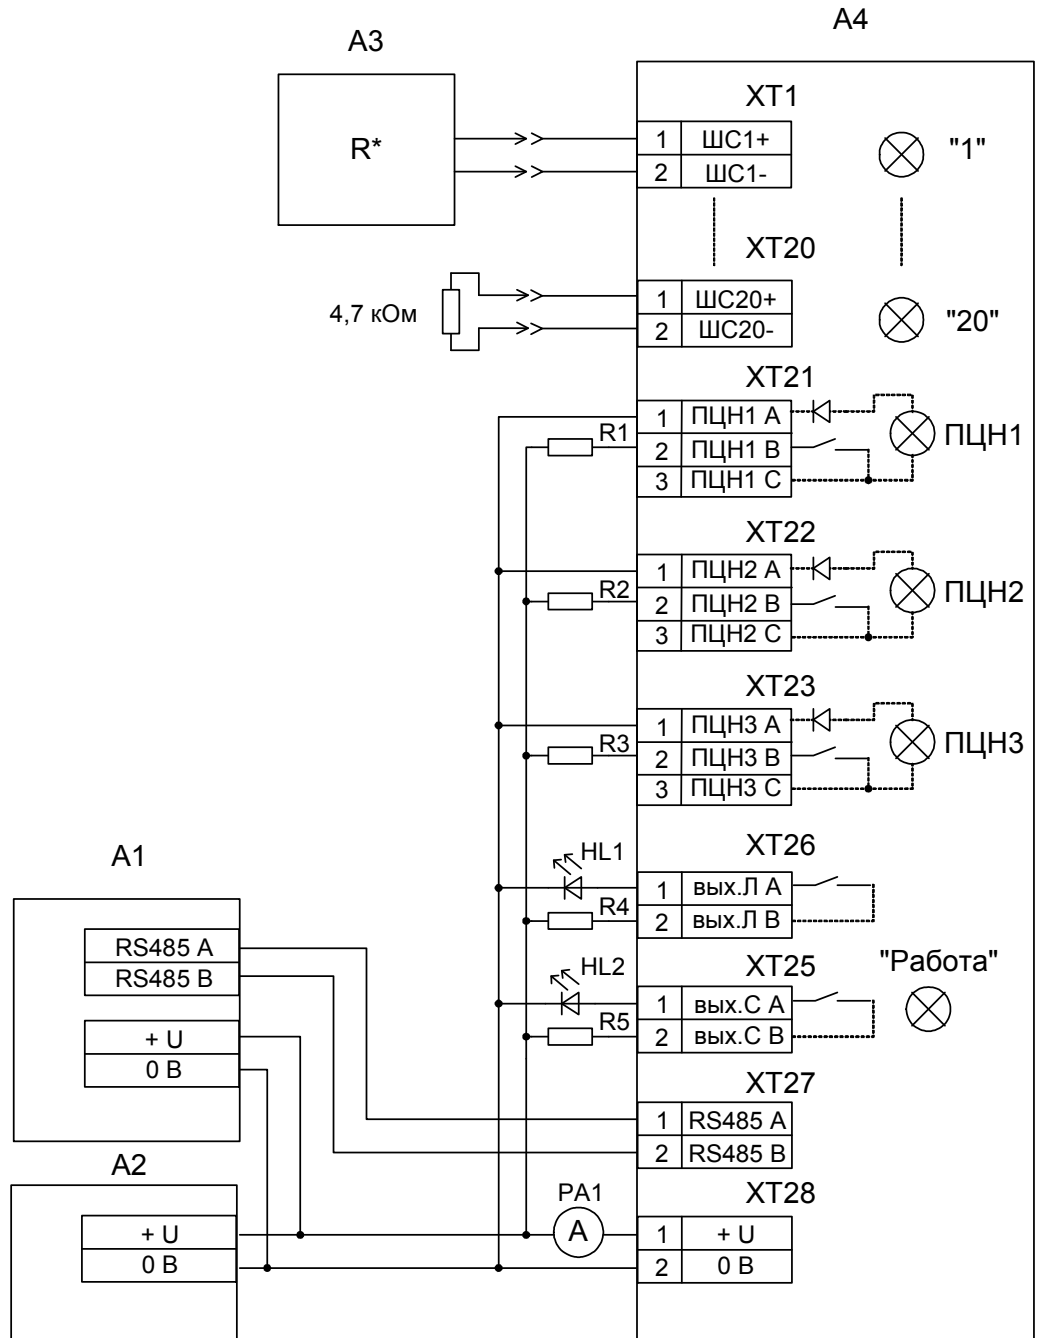 A4
A3
XT1
R*
1 ШС1+
2 ШС1-
"1"
XT20
4,7 кОм
1 ШС20+
2 ШС20-
"20"
XT21
R1
1 ПЦН1 А
2 ПЦН1 В
3 ПЦН1 С
ПЦН1
XT22
R2
1 ПЦН2 А
2 ПЦН2 В
3 ПЦН2 С
ПЦН2
XT23
R3
1 ПЦН3 А
2 ПЦН3 В
3 ПЦН3 С
ПЦН3
XT26
HL1
R4
1 вых.Л А
2 вых.Л В
A1
RS485 A
RS485 B
+ U
0 В
"Работа"
XT25
HL2
R5
1 вых.С А
2 вых.С В
XT27
1 RS485 A
2 RS485 B
A2
+ U
0 В
PA1
A
XT28
1 + U
2 0 В